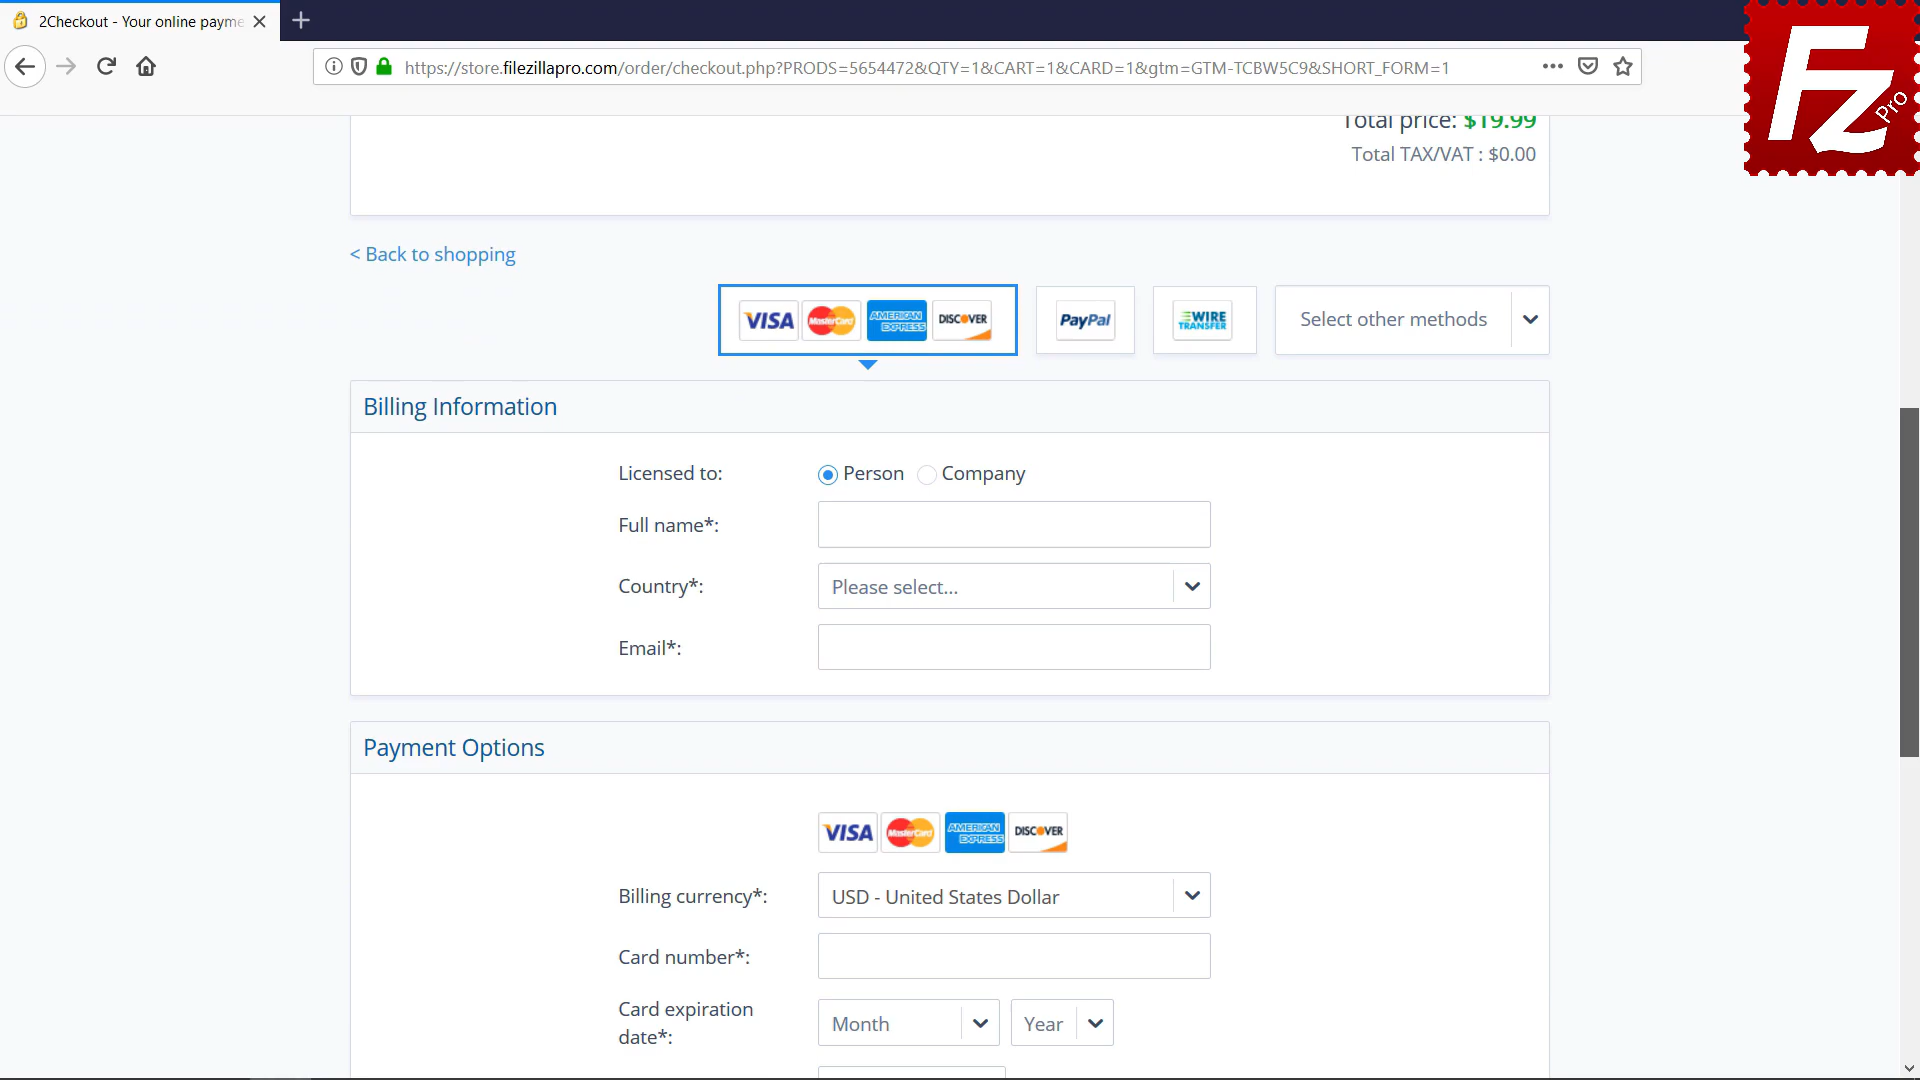 2Checkout - Your online payme
https://store.filezillapro.com/order/checkout.php?PRODS=5654472&QTY=1&CART=1&CARD=1&gtm=GTM-TCBW5C9&SHORT_FORM=1
FZ Pro
Total price: $19.99
Total TAX/VAT : $0.00
< Back to shopping
VISA MasterCard AMERICAN EXPRESS DISCOVER PayPal WIRE TRANSFER Select other methods
Billing Information
Licensed to: Person Company
Full name*:
Country*: Please select...
Email*:
Payment Options
VISA MasterCard AMERICAN EXPRESS DISCOVER
Billing currency*: USD - United States Dollar
Card number*:
Card expiration
date*:
Month Year